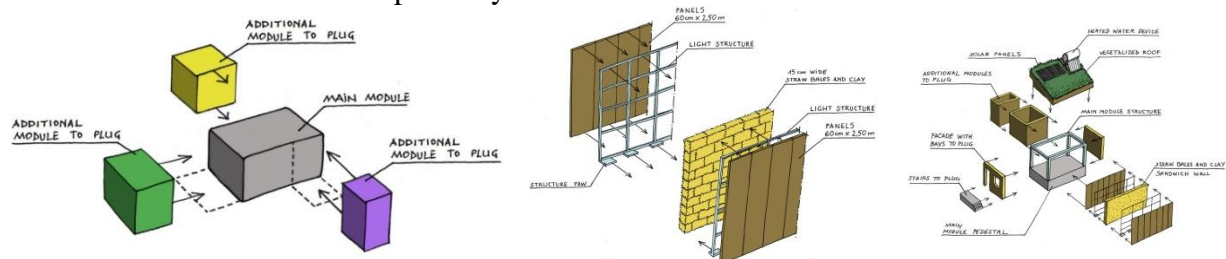 ADDITIONAL
MODULE TO PLUG
MAIN MODULE
ADDITIONAL
MODULE TO PLUG
ADDITIONAL
MODULE TO PLUG
PANELS
60cm x 2,50m
LIGHT STRUCTURE
15cm WIDE
STRAW BALES AND CLAY
LIGHT STRUCTURE
PANELS
60cm x 2,50m
STRUCTURE
HEATED WATER DEVICE
SOLAR PANELS
VEGETALIZED ROOF
ADDITIONAL MODULES
TO PLUG
MAIN MODULE STRUCTURE
FACADE WITH
BAYS TO PLUG
STRAW BALES AND CLAY
SANDWICH WALL
STAIRS TO PLUG
MAIN
MODULE PEDESTAL